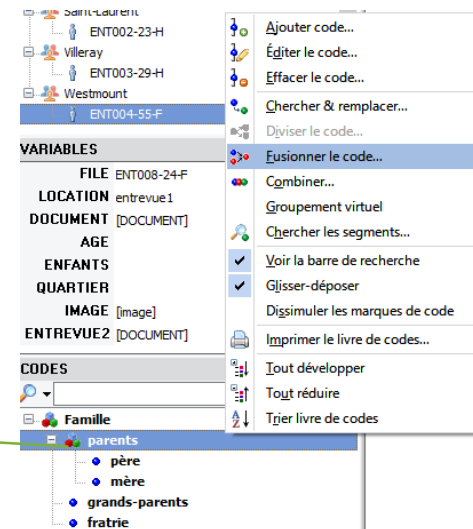 Saint-Laurent
ENT002-23-H
Villeray
ENT003-29-H
Westmount
ENT004-55-F
VARIABLES
FILE ENT008-24-F
LOCATION entrevue1
DOCUMENT [DOCUMENT]
AGE
ENFANTS
QUARTIER
IMAGE [image]
ENTREVUE2 [DOCUMENT]
CODES
Famille
parents
père
mère
grands-parents
fratrie
Ajouter code...
Éditer le code...
Effacer le code...
Chercher & remplacer...
Diviser le code...
Fusionner le code...
Combiner...
Groupement virtuel
Chercher les segments...
Voir la barre de recherche
Glisser-déposer
Dissimuler les marques de code
Imprimer le livre de codes...
Tout développer
Tout réduire
Trier livre de codes